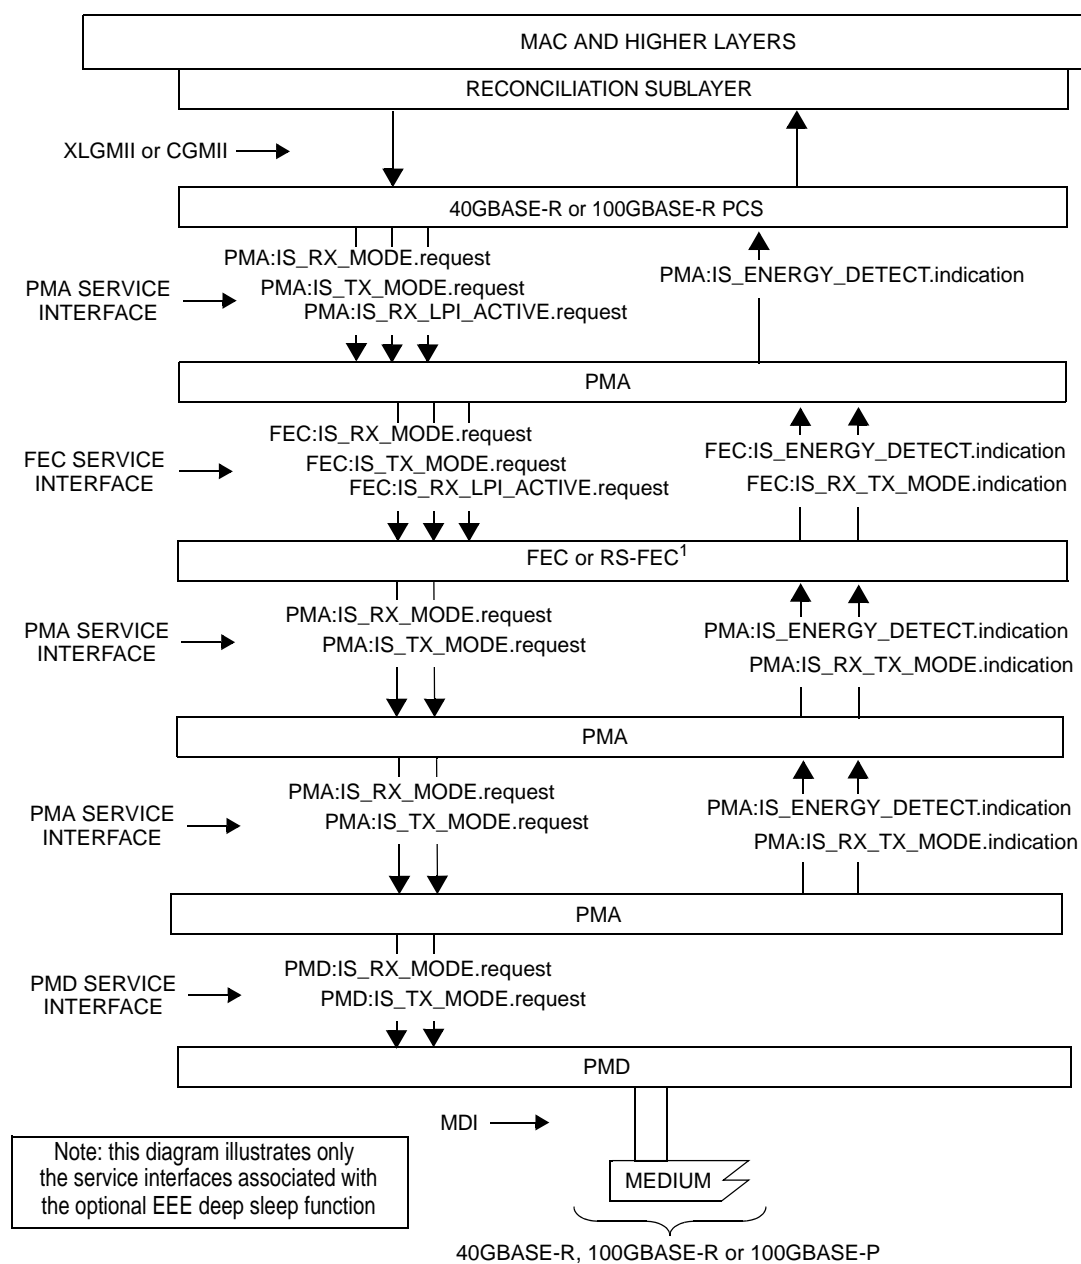 MAC AND HIGHER LAYERS
RECONCILIATION SUBLAYER
XLGMII or CGMII
40GBASE-R or 100GBASE-R PCS
PMA:IS_RX_MODE.request
PMA:IS_TX_MODE.request
PMA:IS_RX_LPI_ACTIVE.request
PMA:IS_ENERGY_DETECT.indication
PMA SERVICE
INTERFACE
PMA
FEC:IS_RX_MODE.request
FEC:IS_TX_MODE.request
FEC:IS_RX_LPI_ACTIVE.request
FEC:IS_ENERGY_DETECT.indication
FEC:IS_RX_TX_MODE.indication
FEC SERVICE
INTERFACE
FEC or RS-FEC1
PMA:IS_RX_MODE.request
PMA:IS_TX_MODE.request
PMA:IS_ENERGY_DETECT.indication
PMA:IS_RX_TX_MODE.indication
PMA SERVICE
INTERFACE
PMA
PMA:IS_RX_MODE.request
PMA:IS_TX_MODE.request
PMA:IS_ENERGY_DETECT.indication
PMA:IS_RX_TX_MODE.indication
PMA SERVICE
INTERFACE
PMA
PMD:IS_RX_MODE.request
PMD:IS_TX_MODE.request
PMD SERVICE
INTERFACE
PMD
MDI
Note: this diagram illustrates only
the service interfaces associated with
the optional EEE deep sleep function
MEDIUM
40GBASE-R, 100GBASE-R or 100GBASE-P